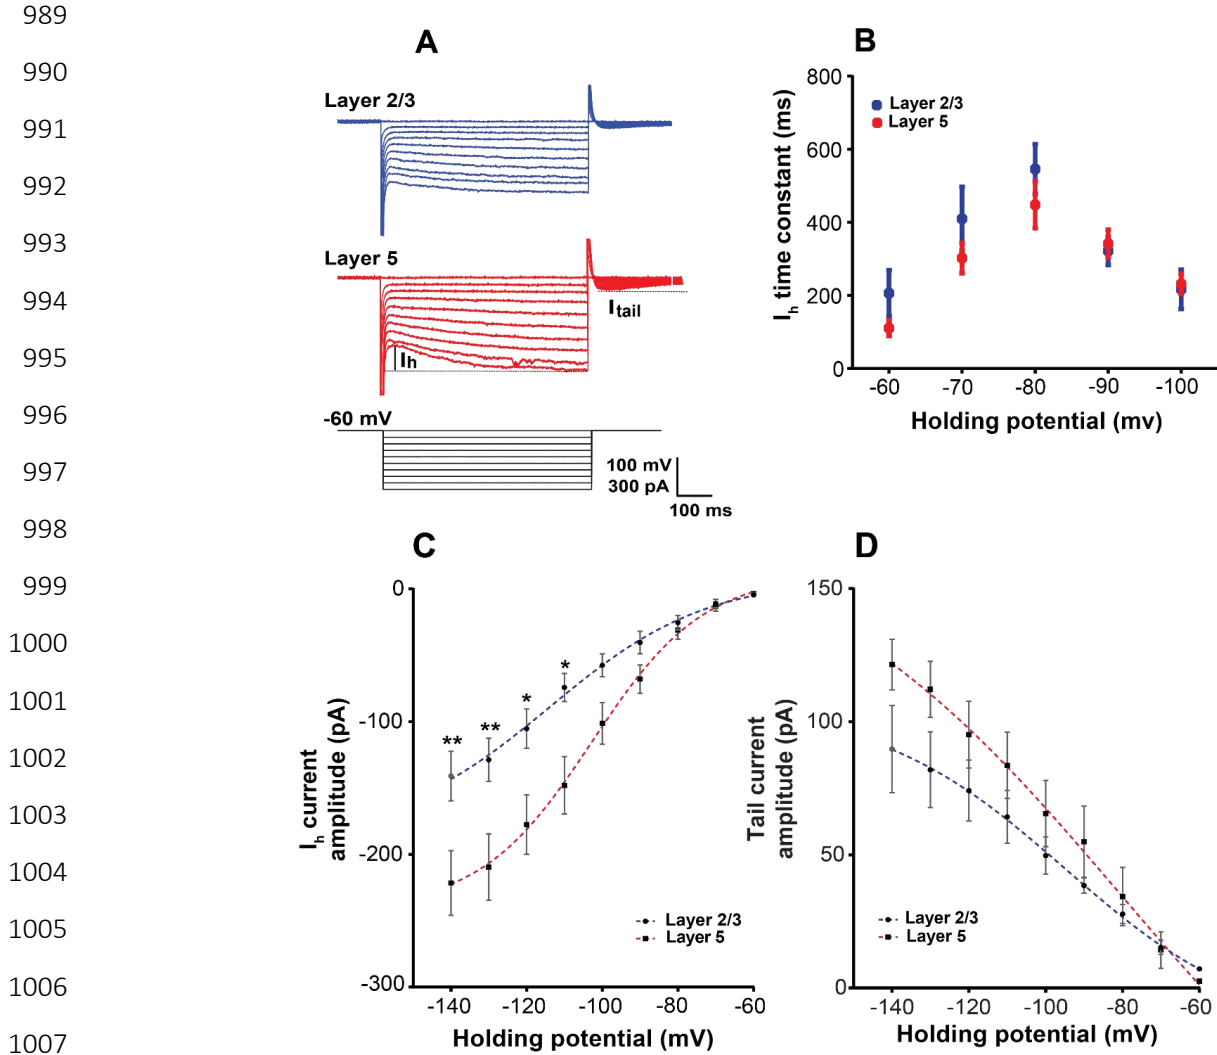 989
990
991
992
993
994
995
996
997
998
999
1000
1001
1002
1003
1004
1005
1006
1007
A
Layer 2/3
Layer 5
I tail
Ih
-60 mV
100 mV
300 pA
100 ms
B
800
600
400
200
0
Layer 2/3
Layer 5
Ih time constant (ms)
-60 -70 -80 -90 -100
Holding potential (mv)
C
0
-100
-200
-300
** ** * *
Ih current
amplitude (pA)
Layer 2/3
Layer 5
-140 -120 -100 -80 -60
Holding potential (mV)
D
150
100
50
0
Tail current
amplitude (pA)
Layer 2/3
Layer 5
-140 -120 -100 -80 -60
Holding potential (mV)